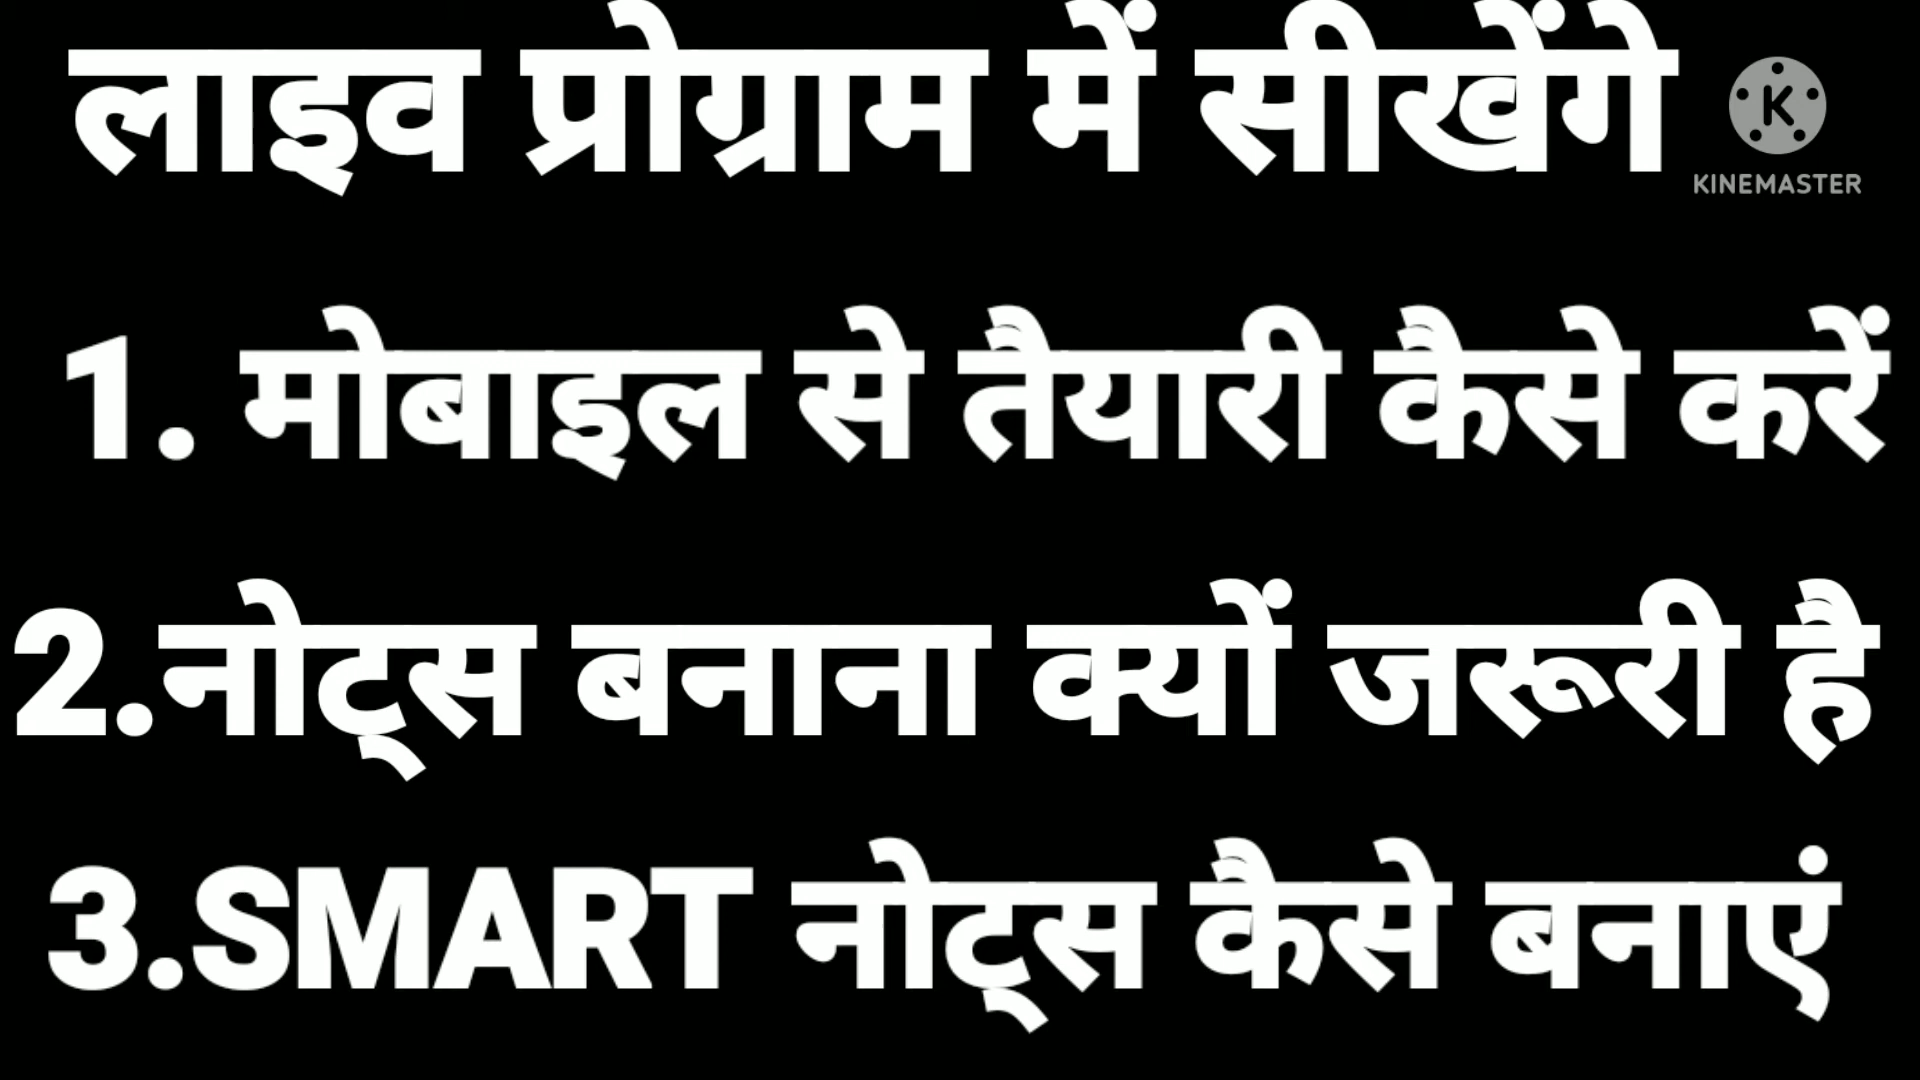 लाइव प्रोग्राम में सीखेंगे
KINEMASTER
1. मोबाइल से तैयारी कैसे करें
2.नोट्स बनाना क्यों जरूरी है
3.SMART नोट्स कैसे बनाएं